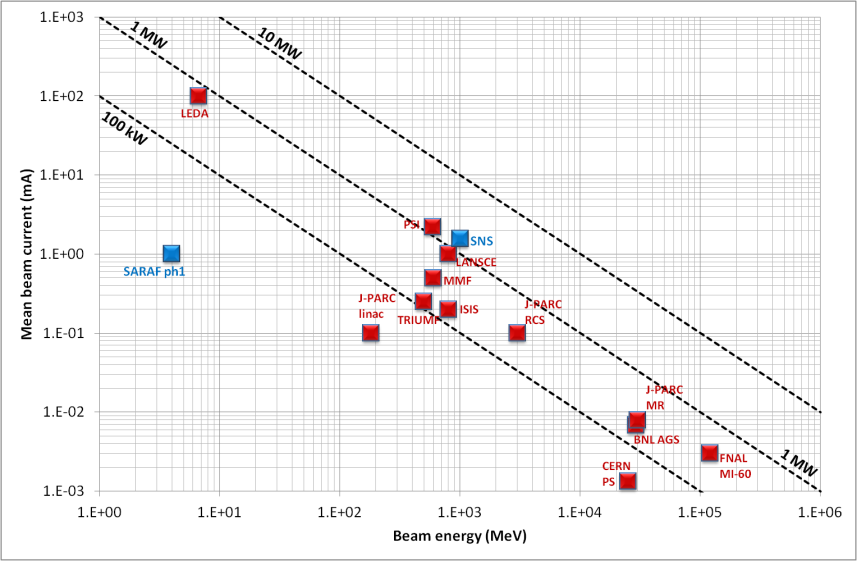 1.E+03
1 MW
10 MW
1.E+02
LEDA
100 kW
1.E+01
Mean beam current (mA)
PSI
SNS
1.E+00
LANSCE
SARAF ph1
MMF
J-PARC
linac
J-PARC
RCS
ISIS
TRIUMF
1.E-01
J-PARC
MR
1.E-02
BNL AGS
1 MW
CERN
PS
FNAL
MI-60
1.E-03
1.E+00
1.E+01
1.E+02
1.E+03
1.E+04
1.E+05
1.E+06
Beam energy (MeV)